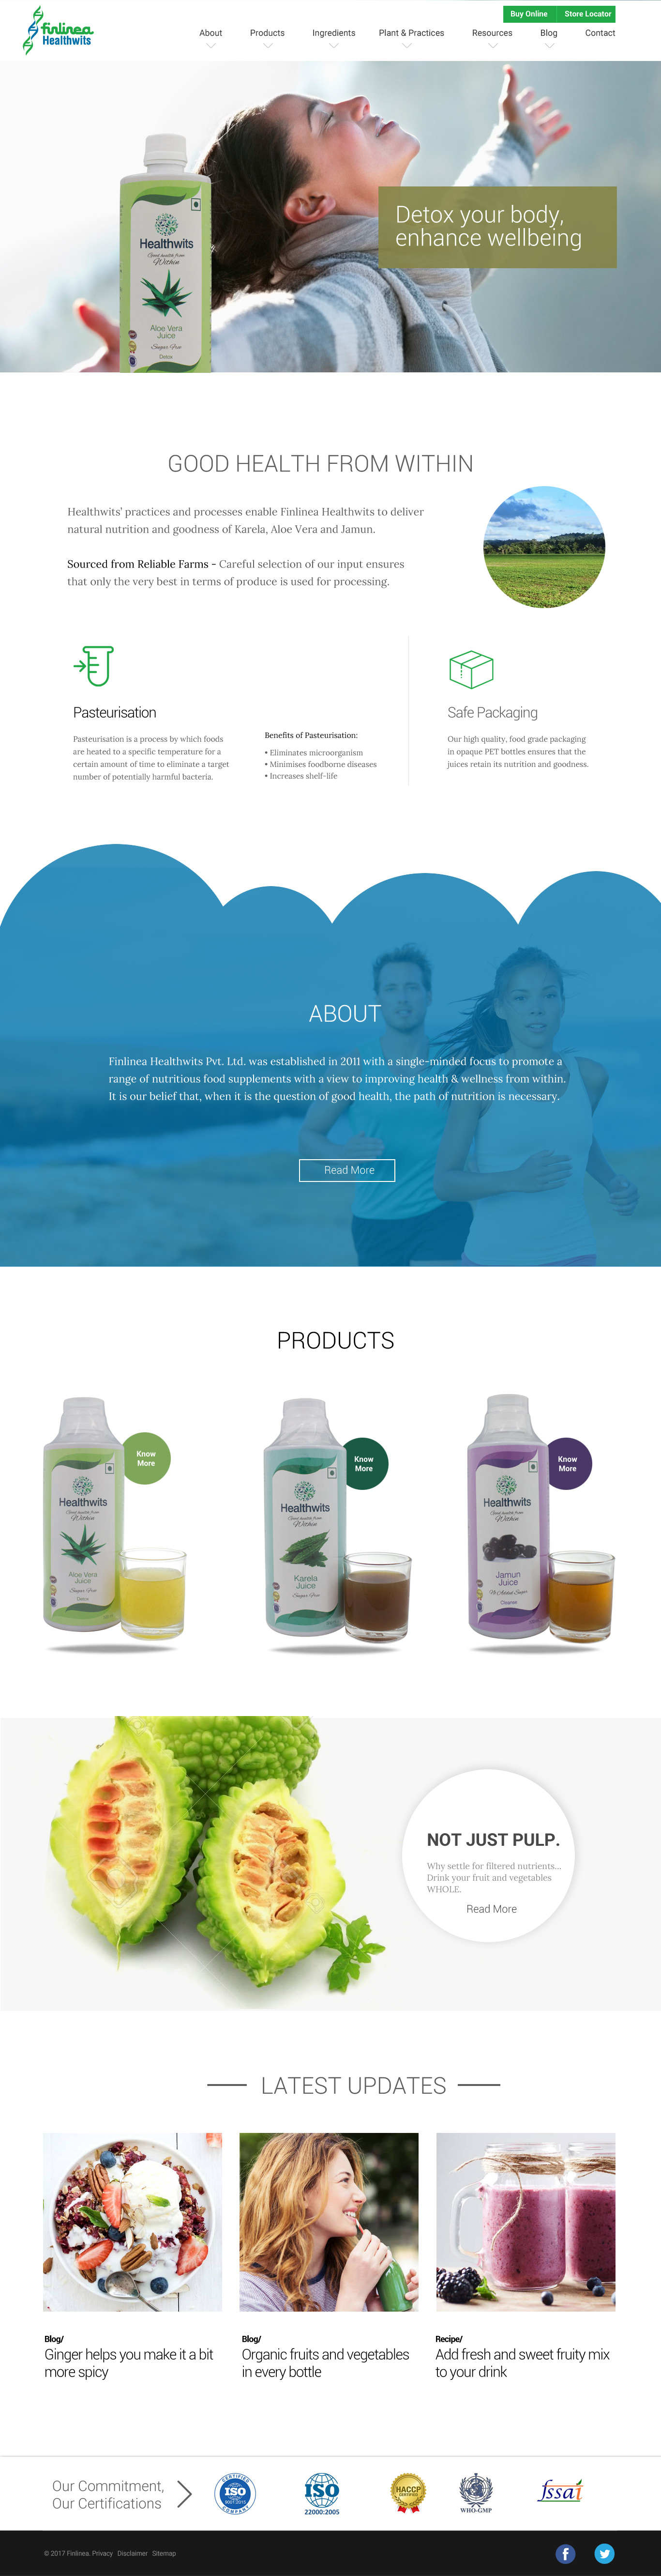 finlinea
Healthwits
Buy Online
Store Locator
About
Products
Ingredients
Plant & Practices
Resources
Blog
Contact
Healthwits
Good health from
Within
Aloe Vera
Juice
Sugar Free
Detox
Detox your body,
enhance wellbeing
GOOD HEALTH FROM WITHIN
Healthwits' practices and processes enable Finlinea Healthwits to deliver
natural nutrition and goodness of Karela, Aloe Vera and Jamun.
Sourced from Reliable Farms - Careful selection of our input ensures
that only the very best in terms of produce is used for processing.
Pasteurisation
Pasteurisation is a process by which foods
are heated to a specific temperature for a
certain amount of time to eliminate a target
number of potentially harmful bacteria.
Benefits of Pasteurisation:
• Eliminates microorganism
• Minimises foodborne diseases
• Increases shelf-life
Safe Packaging
Our high quality, food grade packaging
in opaque PET bottles ensures that the
juices retain its nutrition and goodness.
ABOUT
Finlinea Healthwits Pvt. Ltd. was established in 2011 with a single-minded focus to promote a
range of nutritious food supplements with a view to improving health & wellness from within.
It is our belief that, when it is the question of good health, the path of nutrition is necessary.
Read More
PRODUCTS
Know
More
Healthwits
Good health from
Within
Aloe Vera
Juice
Sugar Free
Detox
Know
More
Healthwits
Good health from
Within
Karela
Juice
Sugar Free
Know
More
Healthwits
Good health from
Within
Jamun
Juice
No Added Sugar
NOT JUST PULP.
Why settle for filtered nutrients...
Drink your fruit and vegetables
WHOLE.
Read More
LATEST UPDATES
Blog/
Ginger helps you make it a bit
more spicy
Blog/
Organic fruits and vegetables
in every bottle
Recipe/
Add fresh and sweet fruity mix
to your drink
Our Commitment,
Our Certifications
CERTIFIED
ISO
9001:2015
COMPANY
ISO
22000:2005
HACCP
CERTIFIED
WHO-GMP
fssai
© 2017 Finlinea. Privacy Disclaimer Sitemap